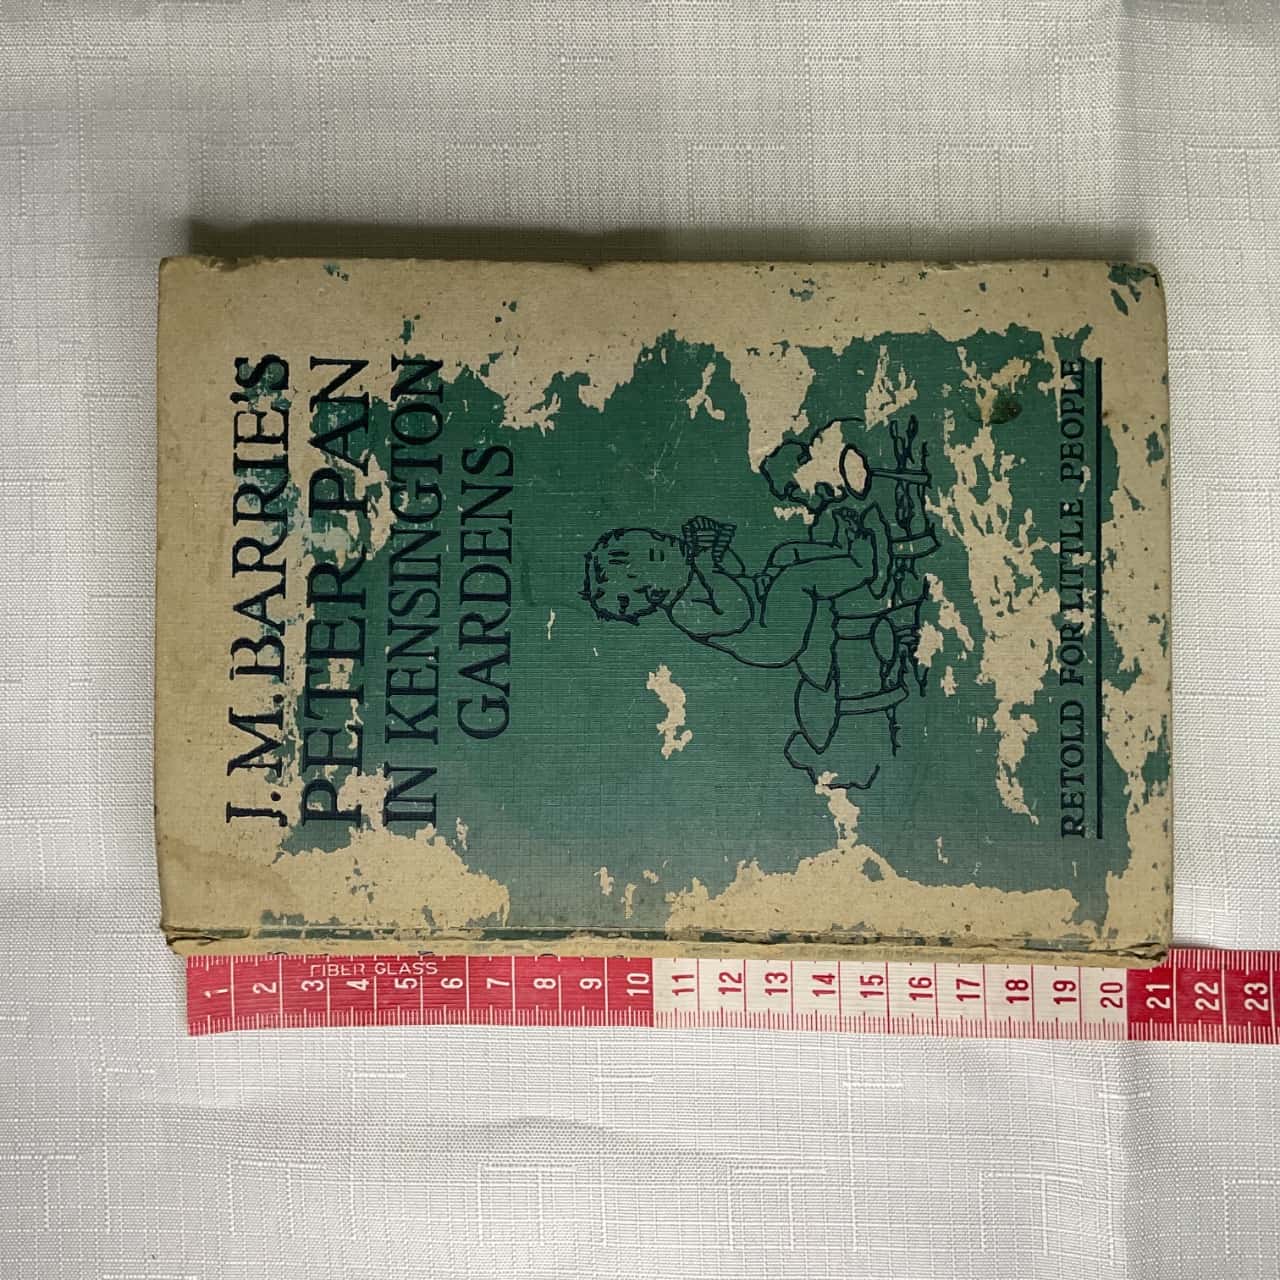 J. M. BARRIE'S
PETER PAN
IN KENSINGTON
GARDENS
RETOLD FOR LITTLE PEOPLE
FIBER GLASS
1 2 3 4 5 6 7 8 9 10 11 12 13 14 15 16 17 18 19 20 21 22 23